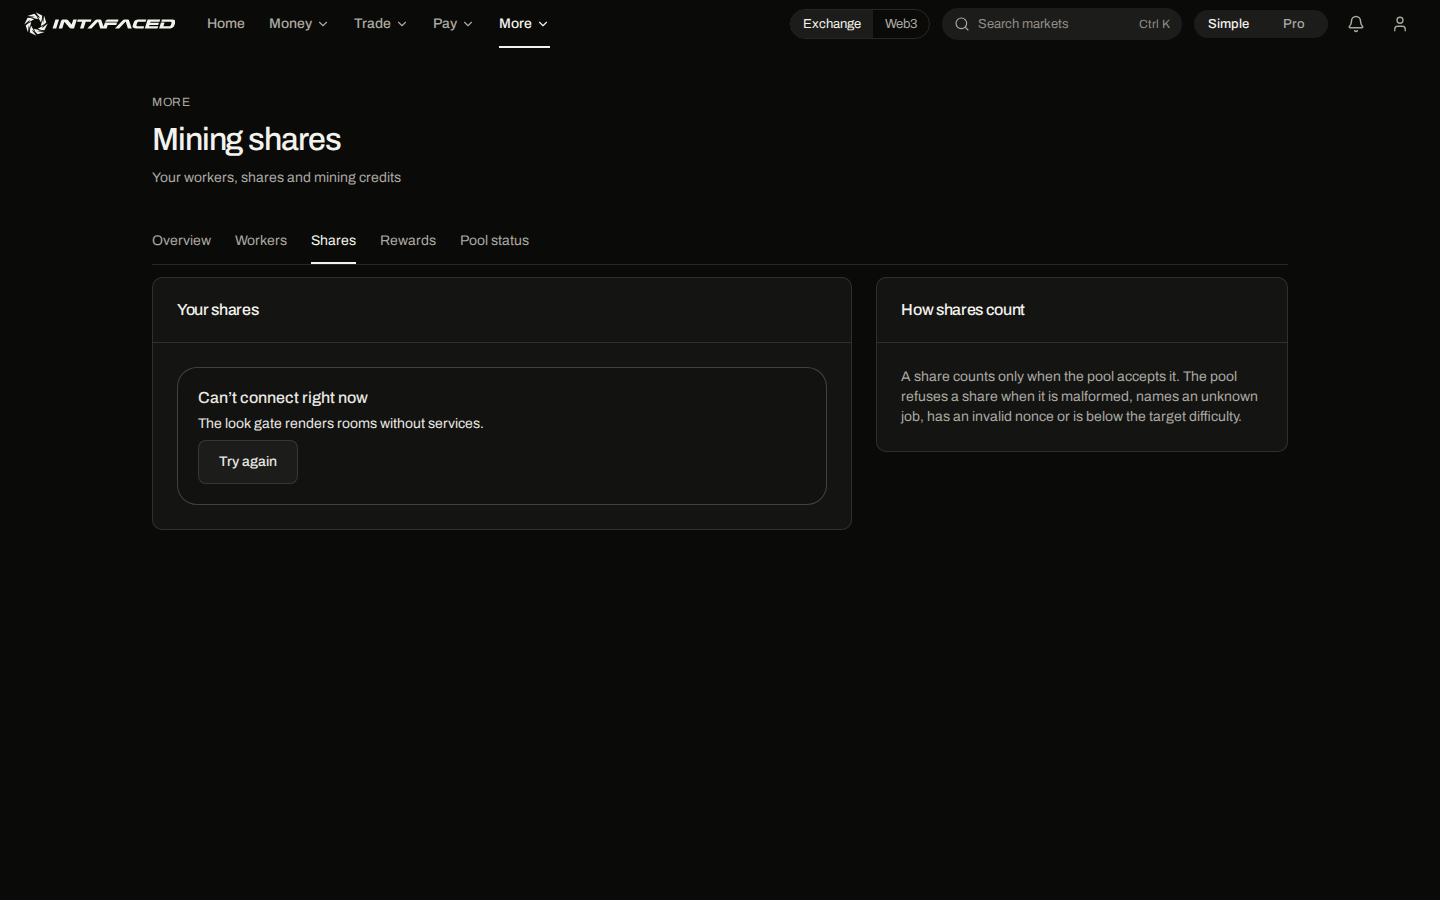 INTAFACED
Home
Money
Trade
Pay
More
Exchange
Web3
Search markets
Ctrl K
Simple
Pro
MORE
Mining shares
Your workers, shares and mining credits
Overview
Workers
Shares
Rewards
Pool status
Your shares
Can’t connect right now
The look gate renders rooms without services.
Try again
How shares count
A share counts only when the pool accepts it. The pool
refuses a share when it is malformed, names an unknown
job, has an invalid nonce or is below the target difficulty.